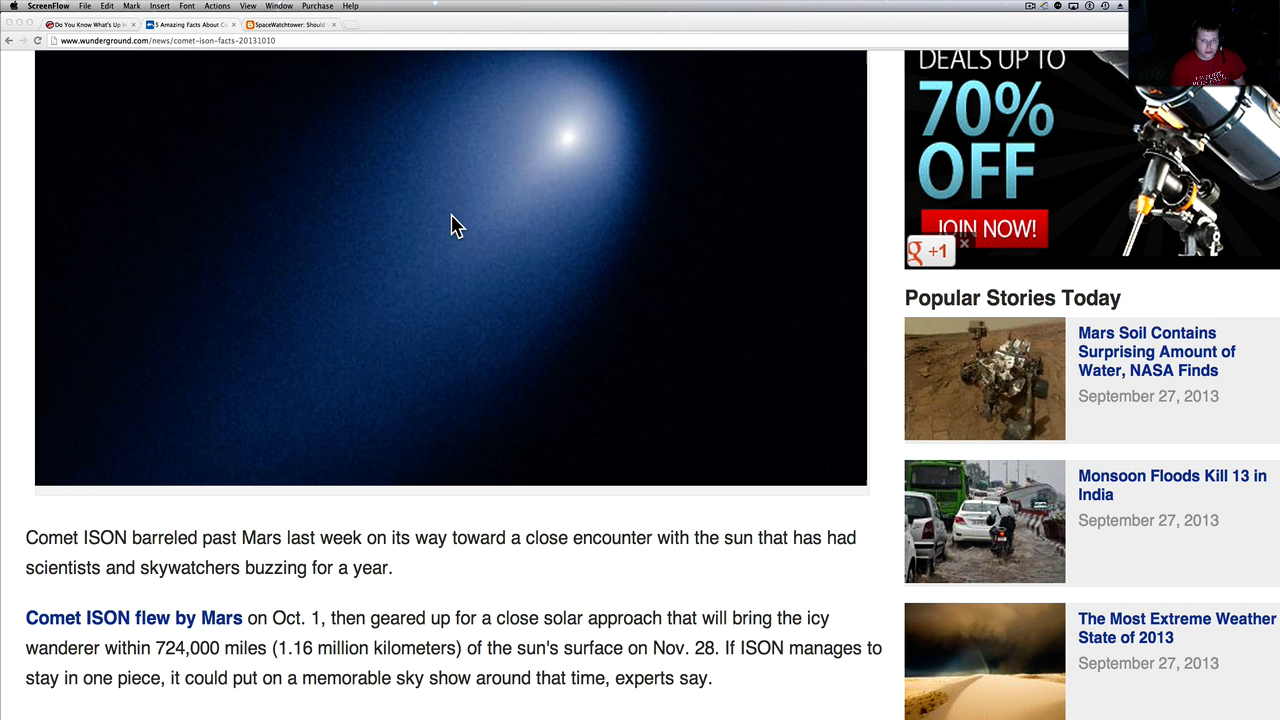 ScreenFlow File Edit Mark Insert Font Actions View Window Purchase Help
Do You Know What's Up
5 Amazing Facts About C
SpaceWatchtower: Should
www.wunderground.com/news/comet-ison-facts-20131010
DEALS UP TO
70%
OFF
JOIN NOW!
g +1
Popular Stories Today
Mars Soil Contains
Surprising Amount of
Water, NASA Finds
September 27, 2013
Monsoon Floods Kill 13 in
India
September 27, 2013
The Most Extreme Weather
State of 2013
September 27, 2013
Comet ISON barreled past Mars last week on its way toward a close encounter with the sun that has had
scientists and skywatchers buzzing for a year.
Comet ISON flew by Mars on Oct. 1, then geared up for a close solar approach that will bring the icy
wanderer within 724,000 miles (1.16 million kilometers) of the sun's surface on Nov. 28. If ISON manages to
stay in one piece, it could put on a memorable sky show around that time, experts say.